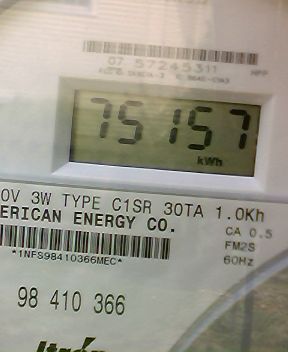 07 57245311
75157
kWh
0V 3W TYPE C1SR 30TA 1.0Kh
ERICAN ENERGY CO.
CA 0.5
FM2S
60Hz
*1NFS98410366MEC*
98 410 366
Itrón